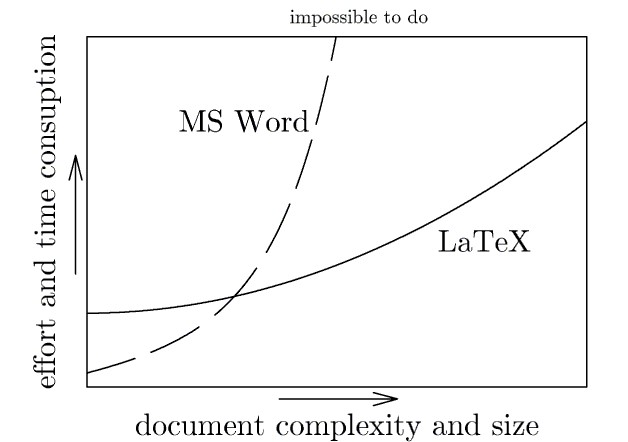 impossible to do
MS Word
LaTeX
effort and time consuption
document complexity and size